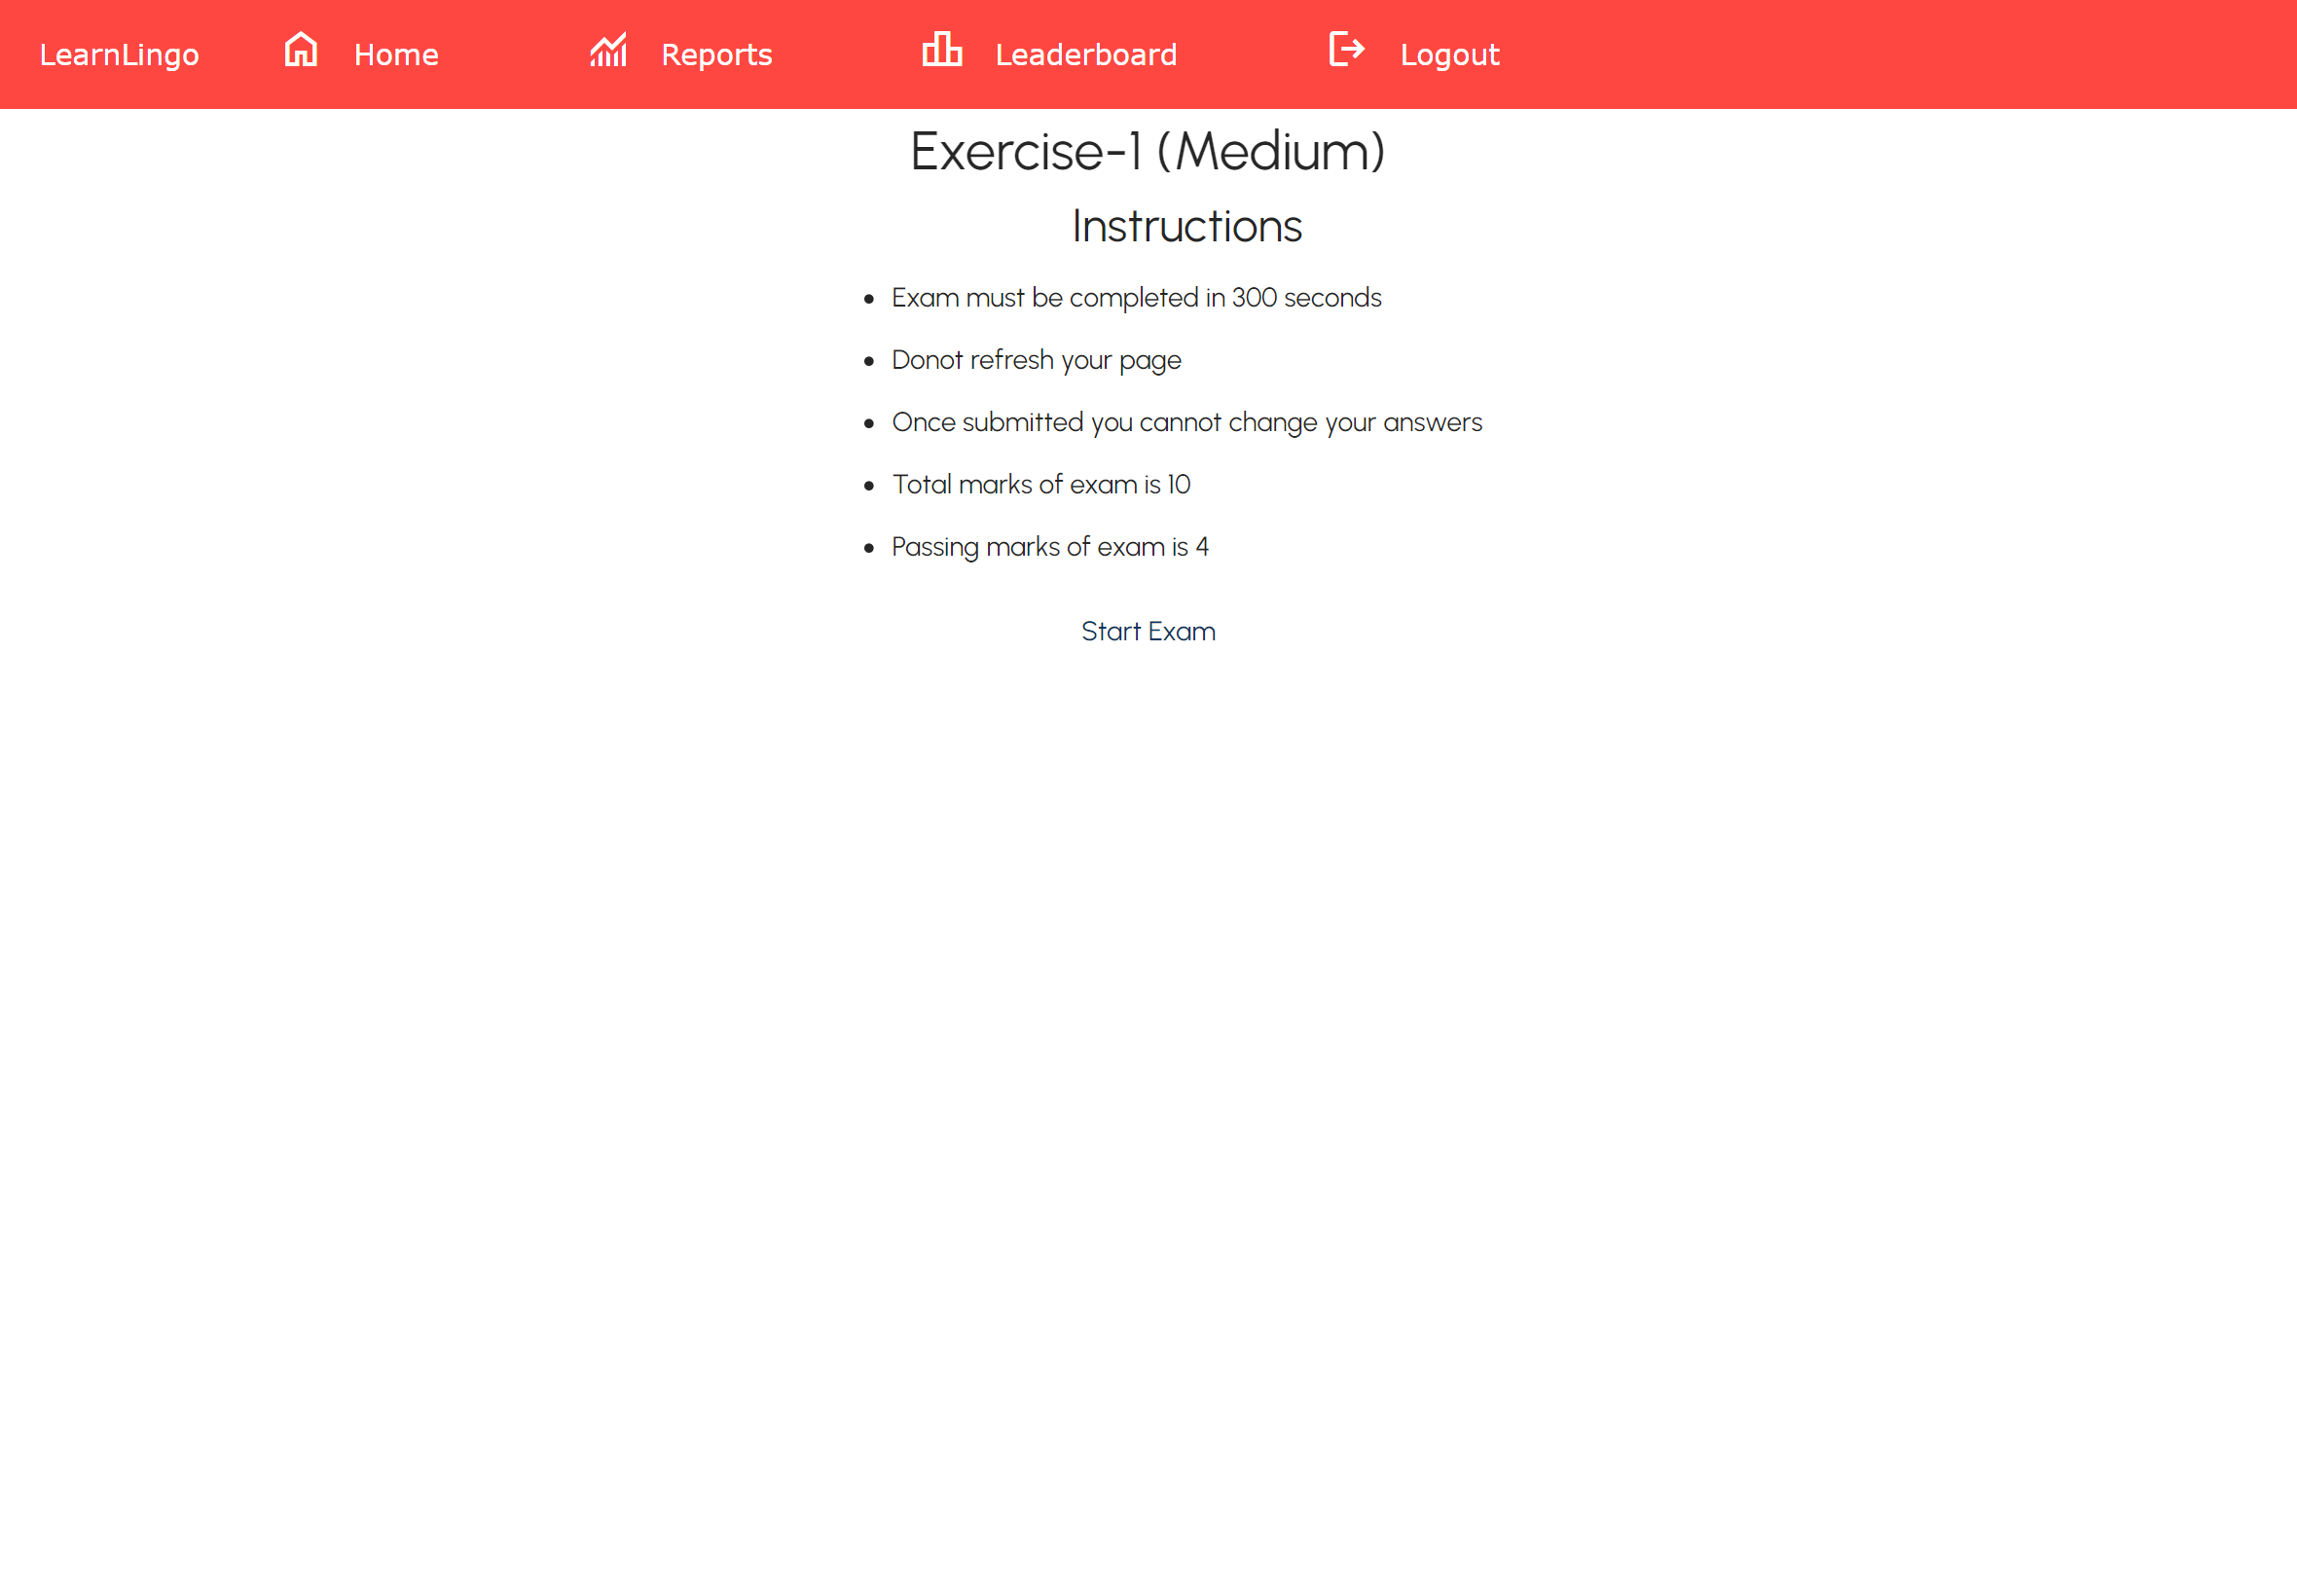 LearnLingo Home Reports Leaderboard Logout
Exercise-1 (Medium)
Instructions
Exam must be completed in 300 seconds
Donot refresh your page
Once submitted you cannot change your answers
Total marks of exam is 10
Passing marks of exam is 4
Start Exam